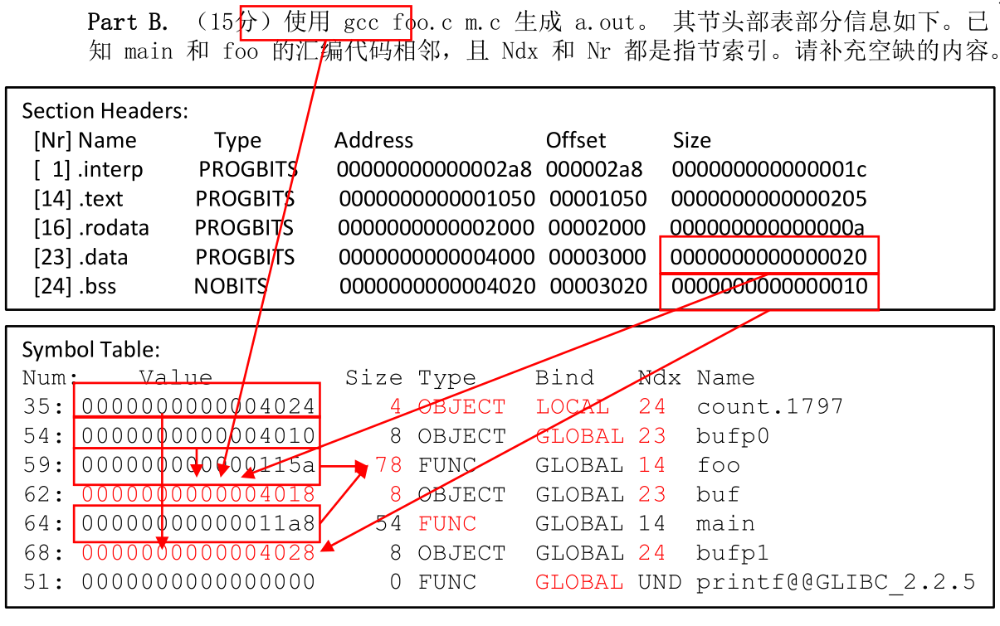 Part B. （15分）使用 gcc foo.c m.c 生成 a.out。 其节头部表部分信息如下。已
知 main 和 foo 的汇编代码相邻，且 Ndx 和 Nr 都是指节索引。请补充空缺的内容。
Section Headers:
[Nr] Name Type Address Offset Size
[ 1] .interp PROGBITS 00000000000002a8 000002a8 000000000000001c
[14] .text PROGBITS 0000000000001050 00001050 0000000000000205
[16] .rodata PROGBITS 0000000000002000 00002000 000000000000000a
[23] .data PROGBITS 0000000000004000 00003000 0000000000000020
[24] .bss NOBITS 0000000000004020 00003020 0000000000000010
Symbol Table:
Num: Value Size Type Bind Ndx Name
35: 0000000000004024 4 OBJECT LOCAL 24 count.1797
54: 0000000000004010 8 OBJECT GLOBAL 23 bufp0
59: 000000000000115a 78 FUNC GLOBAL 14 foo
62: 0000000000004018 8 OBJECT GLOBAL 23 buf
64: 00000000000011a8 54 FUNC GLOBAL 14 main
68: 0000000000004028 8 OBJECT GLOBAL 24 bufp1
51: 0000000000000000 0 FUNC GLOBAL UND printf@@GLIBC_2.2.5